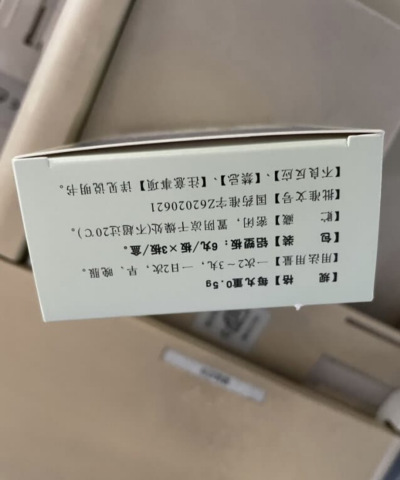 【规　　格】每丸重0.5g
【用法用量】一次2~3丸，一日2次，早、晚服。
【包　　装】铝塑板：6丸/板×3板/盒。
【贮　　藏】密闭，置阴凉干燥处(不超过20℃)。
【批准文号】国药准字Z62020621
【不良反应】、【禁忌】、【注意事项】详见说明书。